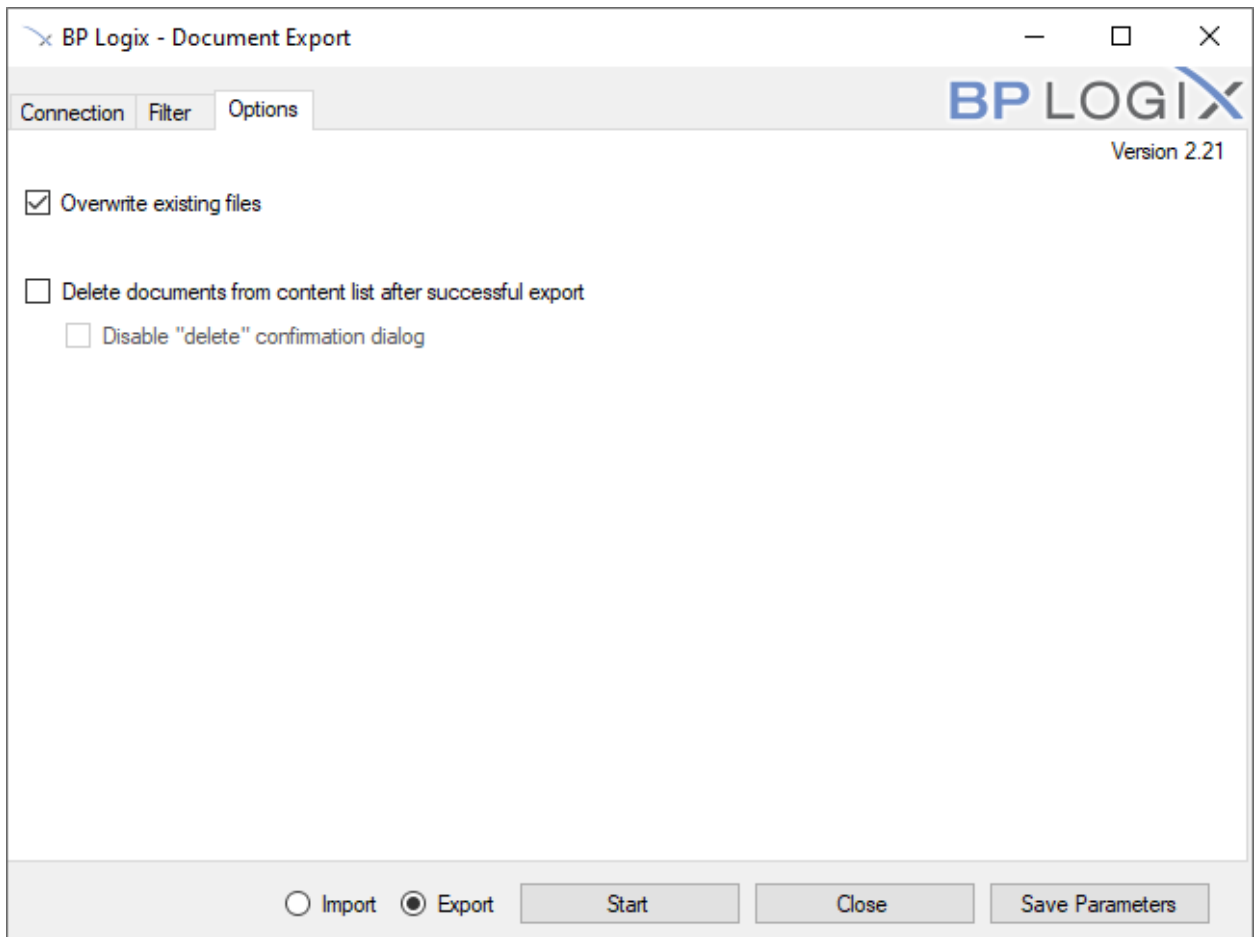 BP Logix - Document Export
Connection Filter Options
BP LOGIX
Version 2.21
Overwrite existing files
Delete documents from content list after successful export
Disable "delete" confirmation dialog
Import Export Start Close Save Parameters